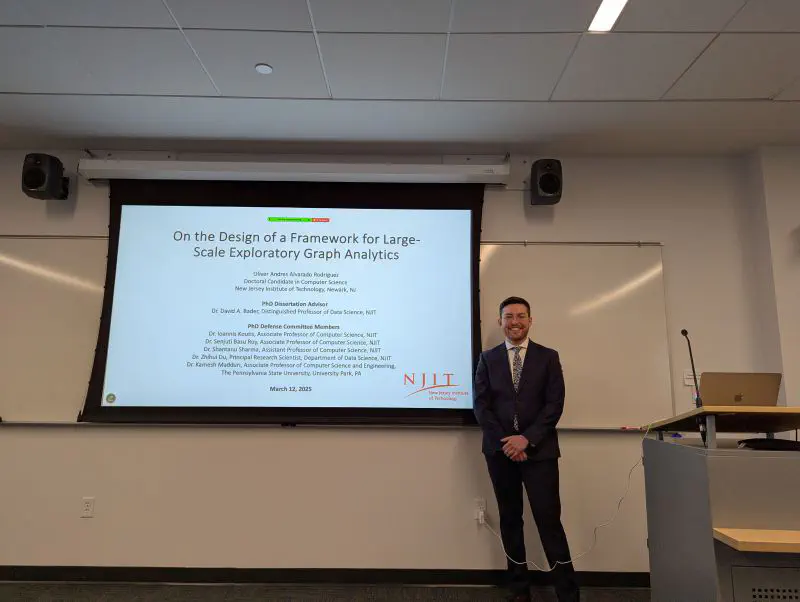 On the Design of a Framework for Large-
Scale Exploratory Graph Analytics
Oliver Andres Alvarado Rodriguez
Doctoral Candidate in Computer Science
New Jersey Institute of Technology, Newark, NJ
PhD Dissertation Advisor
Dr. David A. Bader, Distinguished Professor of Data Science, NJIT
PhD Defense Committee Members
Dr. Ioannis Koutis, Associate Professor of Computer Science, NJIT
Dr. Senjuti Basu Roy, Associate Professor of Computer Science, NJIT
Dr. Shantanu Sharma, Assistant Professor of Computer Science, NJIT
Dr. Zhihui Du, Principal Research Scientist, Department of Data Science, NJIT
Dr. Kamesh Madduri, Associate Professor of Computer Science and Engineering,
The Pennsylvania State University, University Park, PA
March 12, 2025
NJIT
New Jersey Institute
of Technology